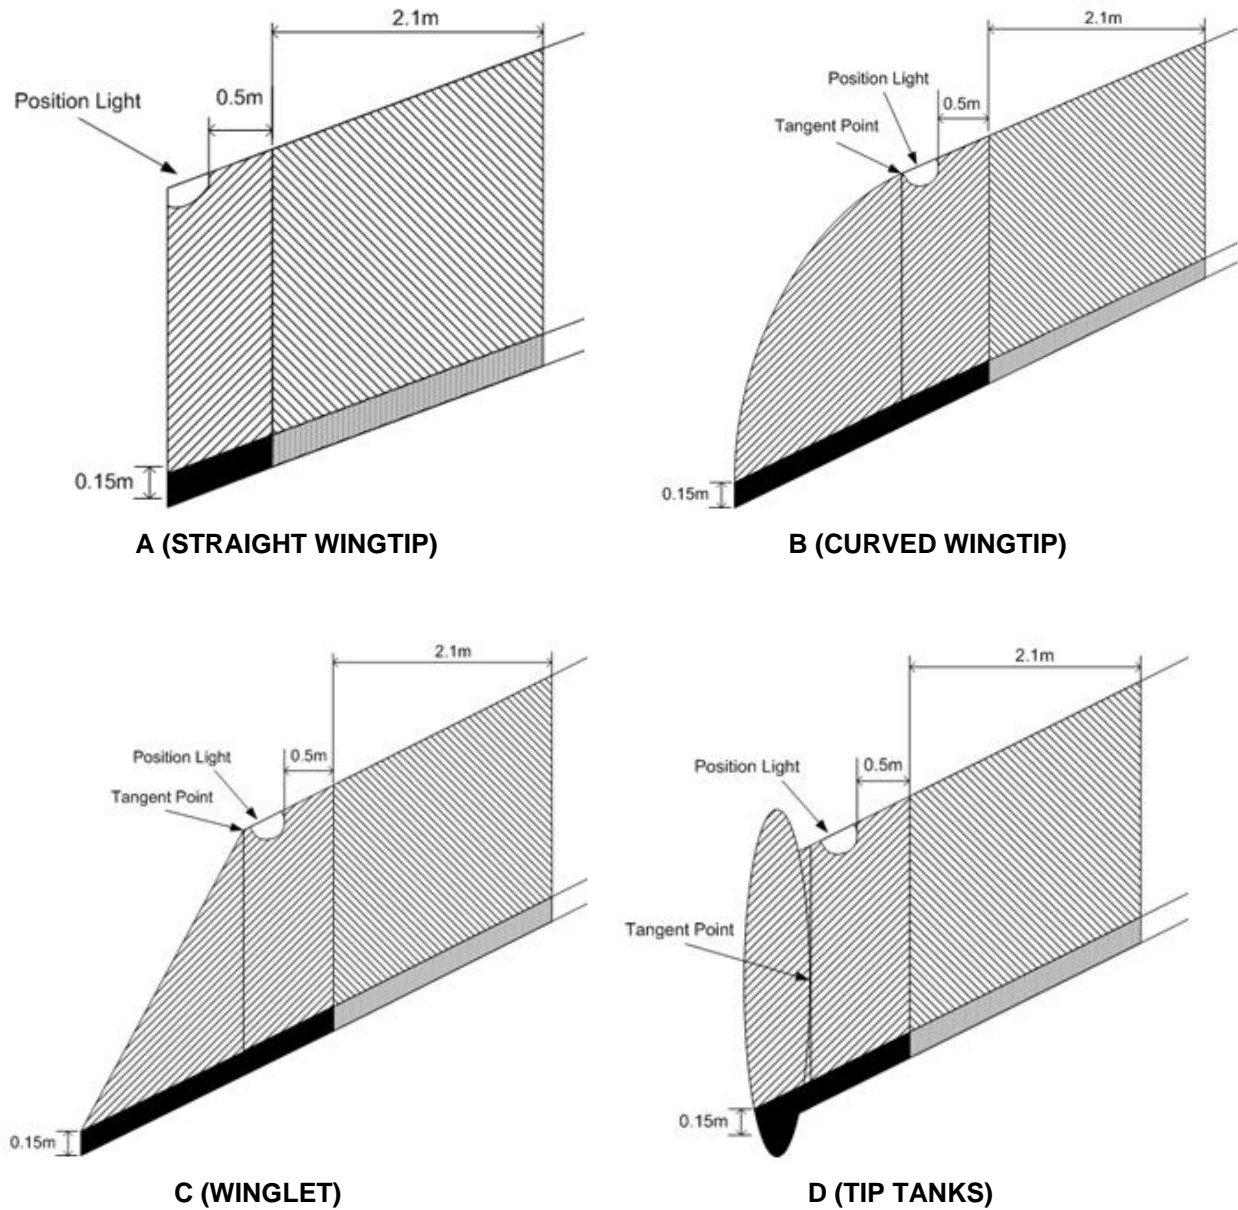 2.1m
Position Light
0.5m
0.15m
A (STRAIGHT WINGTIP)
2.1m
Position Light
0.5m
Tangent Point
0.15m
B (CURVED WINGTIP)
2.1m
Position Light
0.5m
Tangent Point
0.15m
C (WINGLET)
2.1m
Position Light
0.5m
Tangent Point
0.15m
D (TIP TANKS)